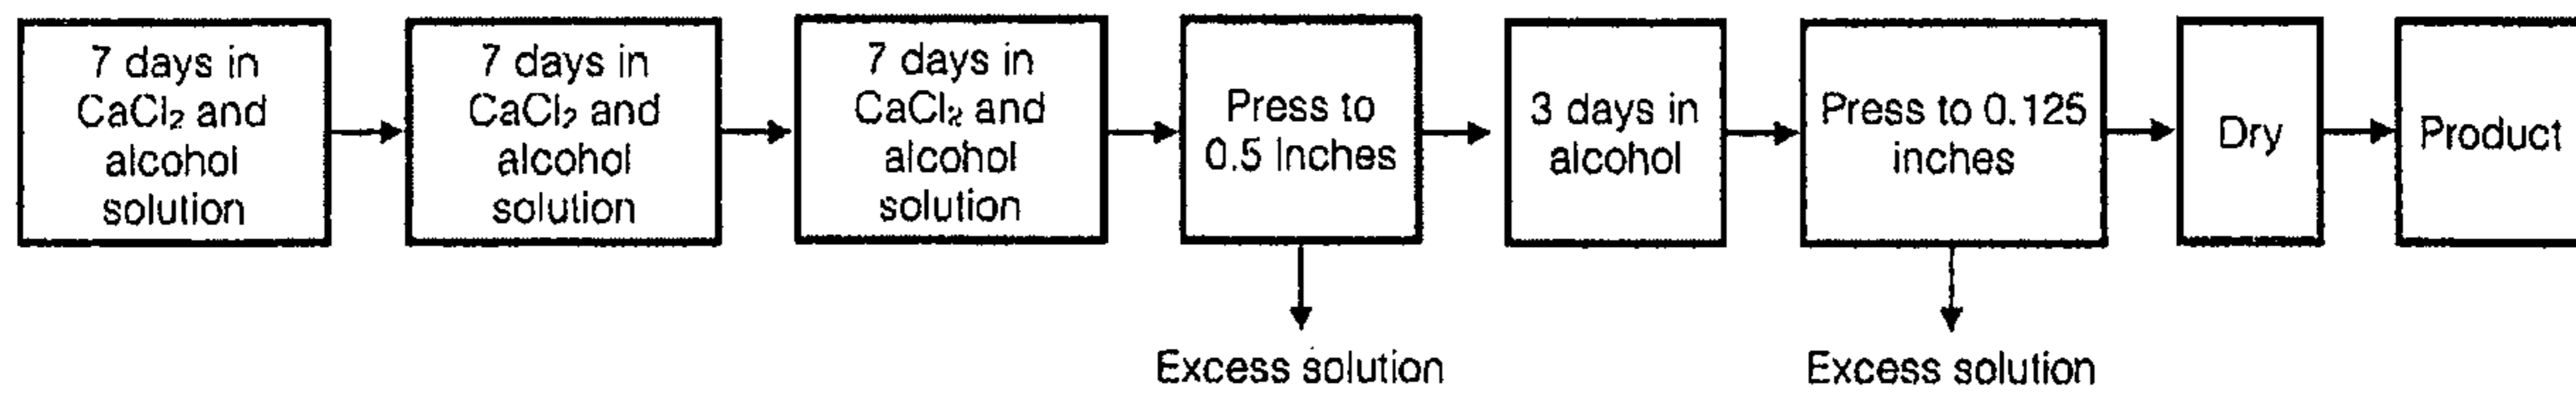 7 days in
CaCl₂ and
alcohol
solution
7 days in
CaCl₂ and
alcohol
solution
7 days in
CaCl₂ and
alcohol
solution
Press to
0.5 Inches
3 days in
alcohol
Press to 0.125
inches
Dry
Product
Excess solution
Excess solution